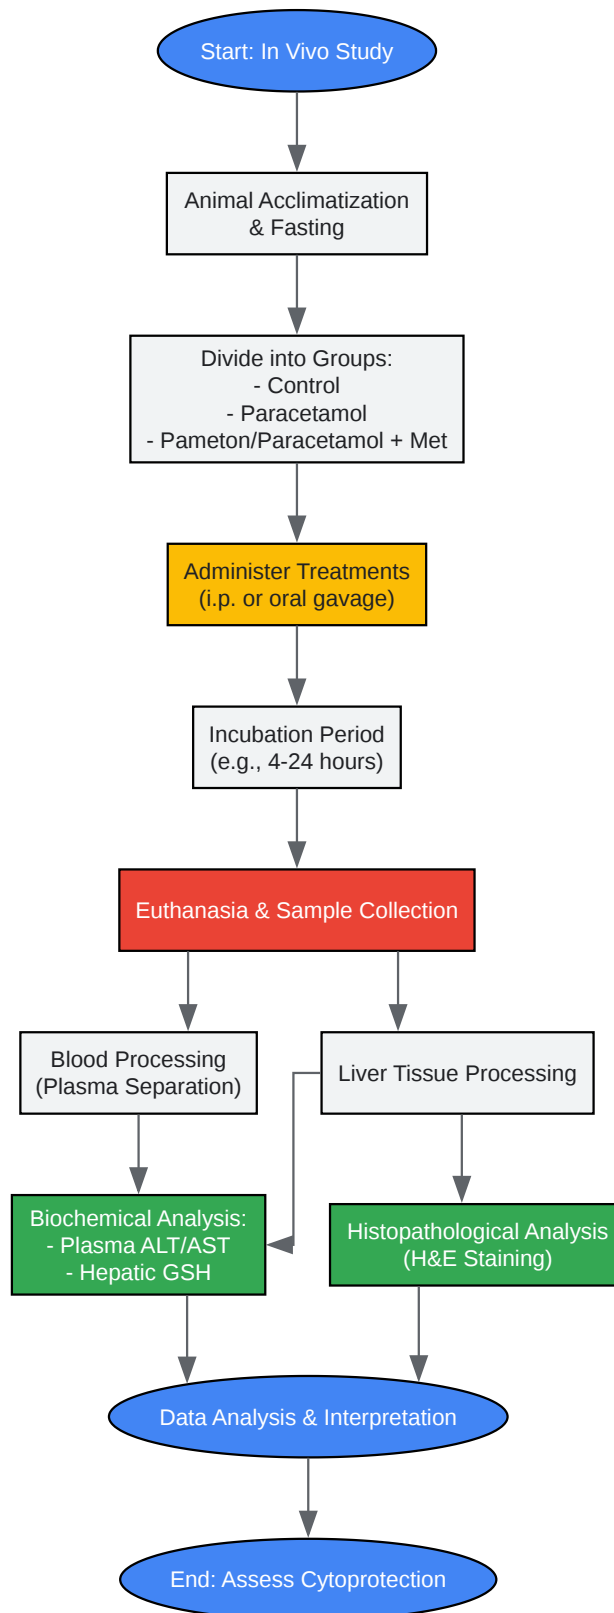 Start: In Vivo Study
Animal Acclimatization
& Fasting
Divide into Groups:
- Control
- Paracetamol
- Pameton/Paracetamol + Met
Administer Treatments
(i.p. or oral gavage)
Incubation Period
(e.g., 4-24 hours)
Euthanasia & Sample Collection
Blood Processing
(Plasma Separation)
Liver Tissue Processing
Biochemical Analysis:
- Plasma ALT/AST
- Hepatic GSH
Histopathological Analysis
(H&E Staining)
Data Analysis & Interpretation
End: Assess Cytoprotection